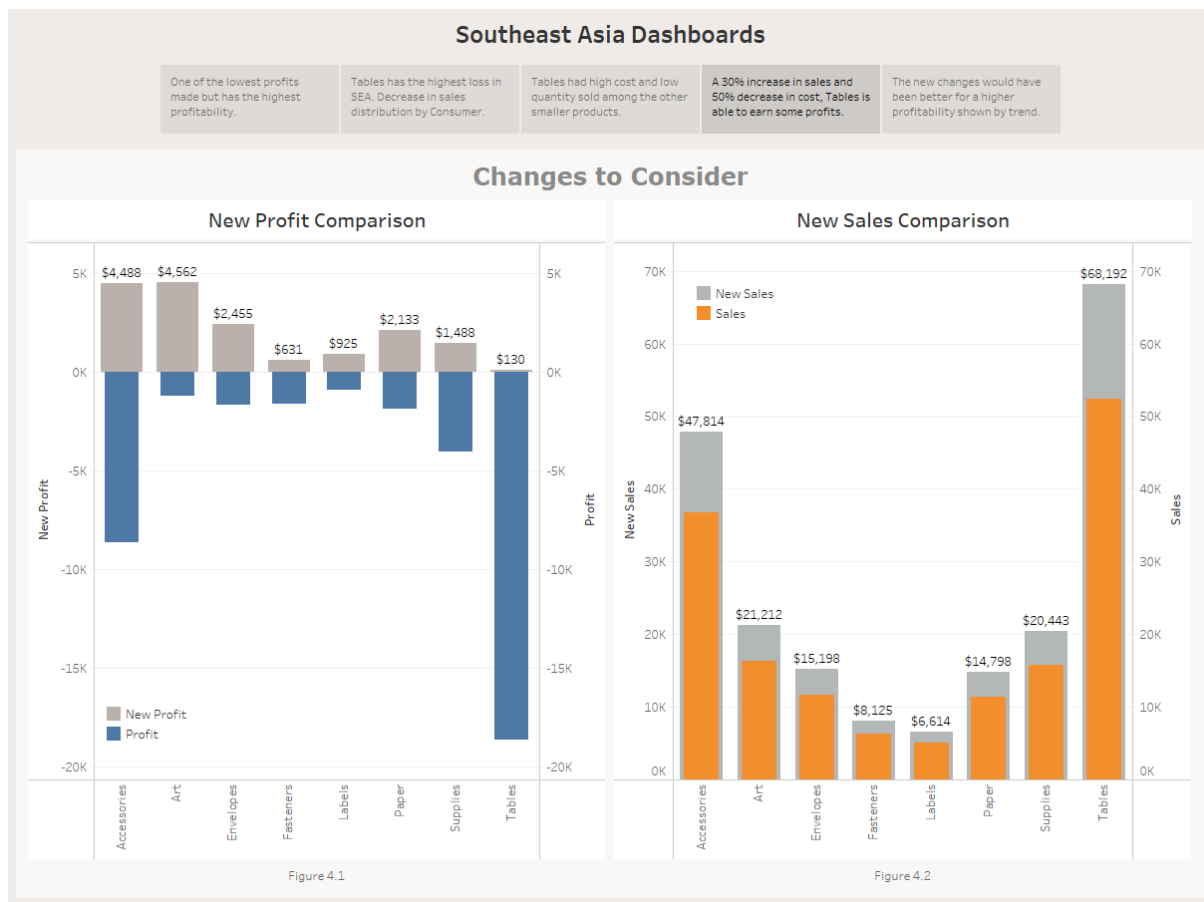 Southeast Asia Dashboards
One of the lowest profits
made but has the highest
profitability.
Tables has the highest loss in
SEA. Decrease in sales
distribution by Consumer.
Tables had high cost and low
quantity sold among the other
smaller products.
A 30% increase in sales and
50% decrease in cost, Tables is
able to earn some profits.
The new changes would have
been better for a higher
profitability shown by trend.
Changes to Consider
New Profit Comparison
5K
0K
-5K
-10K
-15K
-20K
New Profit
$4,488
$4,562
$2,455
$631
$925
$2,133
$1,488
$130
New Profit
Profit
5K
0K
-5K
-10K
-15K
-20K
Profit
Accessories
Art
Envelopes
Fasteners
Labels
Paper
Supplies
Tables
Figure 4.1
New Sales Comparison
70K
60K
50K
40K
30K
20K
10K
0K
New Sales
New Sales
Sales
$47,814
$21,212
$15,198
$8,125
$6,614
$14,798
$20,443
$68,192
70K
60K
50K
40K
30K
20K
10K
0K
Sales
Accessories
Art
Envelopes
Fasteners
Labels
Paper
Supplies
Tables
Figure 4.2